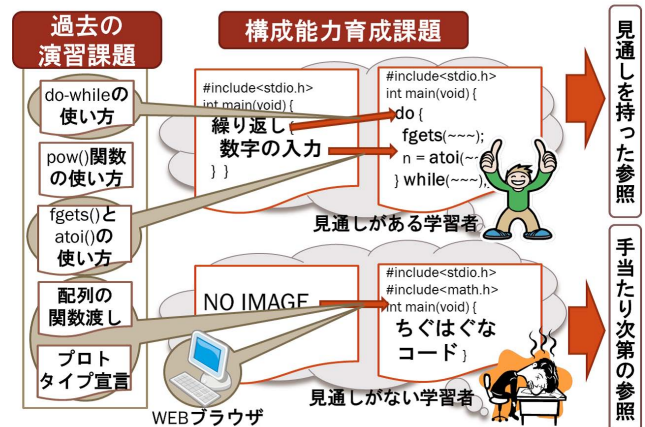 過去の
演習課題
do-whileの
使い方
pow()関数
の使い方
fgets()と
atoi()の
使い方
配列の
関数渡し
プロト
タイプ宣言
WEBブラウザ
構成能力育成課題
#include<stdio.h>
int main(void) {
繰り返し {
数字の入力
} }
#include<stdio.h>
int main(void) {
do {
fgets(~~~);
n = atoi(~~
} while(~~~);
見通しがある学習者
NO IMAGE
#include<stdio.h>
#include<math.h>
int main(void) {
ちぐはぐな
コード }
見通しがない学習者
見通しを持った参照
手当たり次第の参照